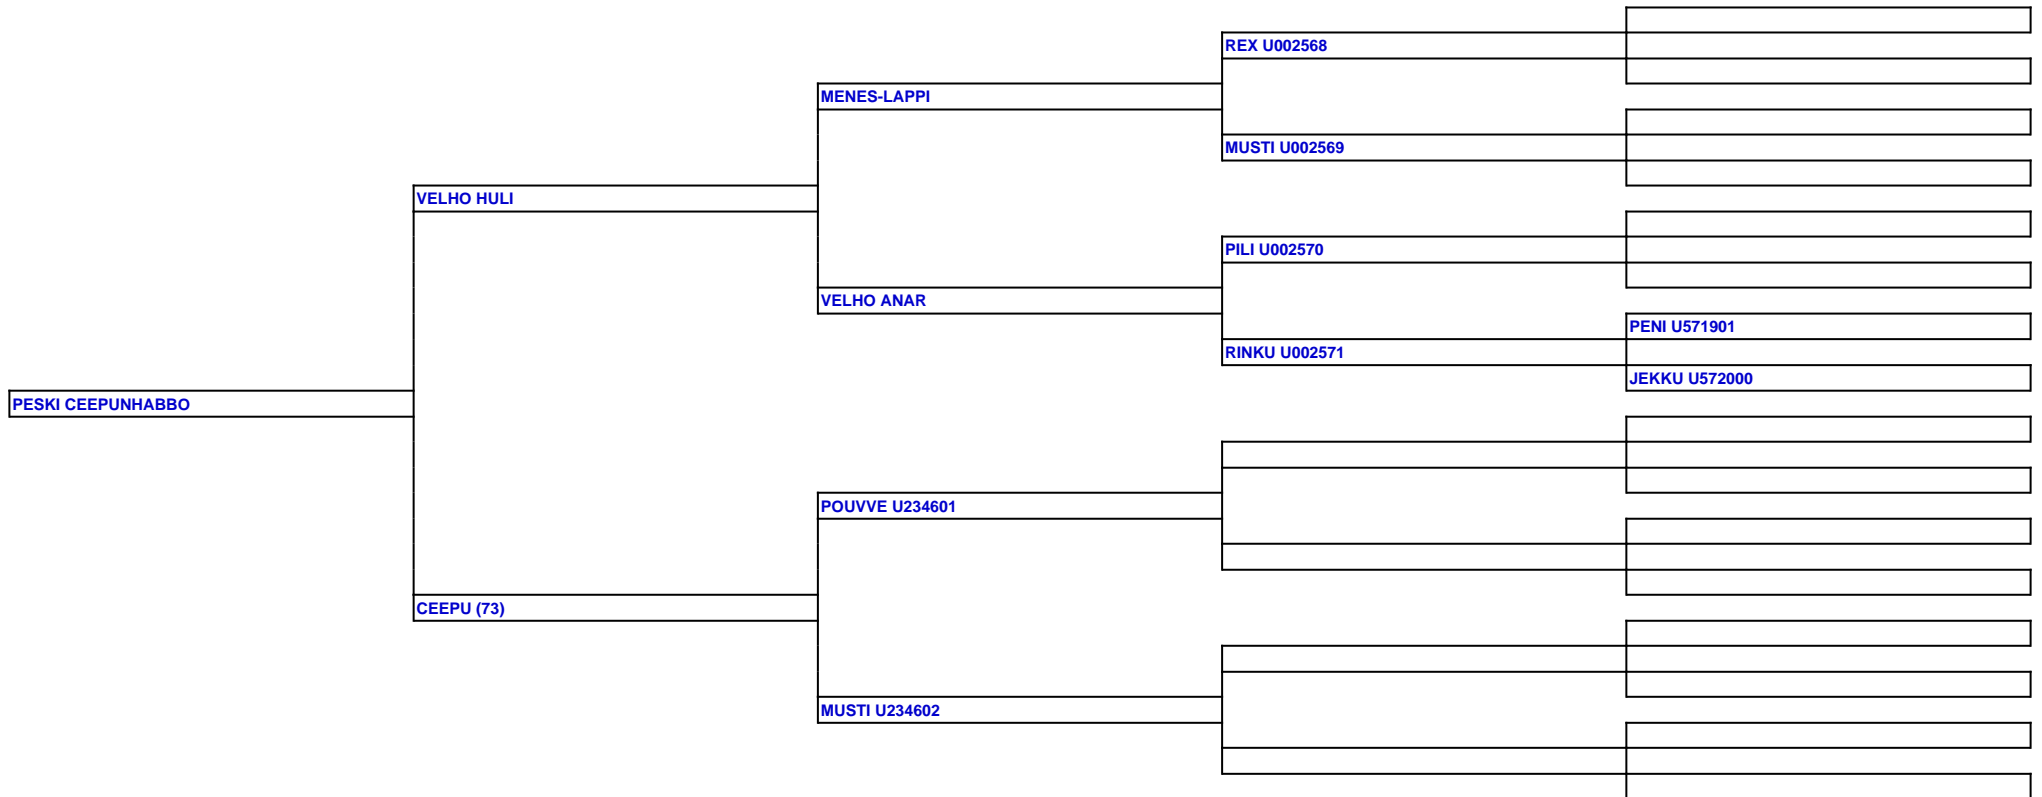 REX U002568
MENES-LAPPI
MUSTI U002569
VELHO HULI
PILI U002570
VELHO ANAR
PENI U571901
RINKU U002571
JEKKU U572000
PESKI CEEPUNHABBO
POUVVE U234601
CEEPU (73)
MUSTI U234602